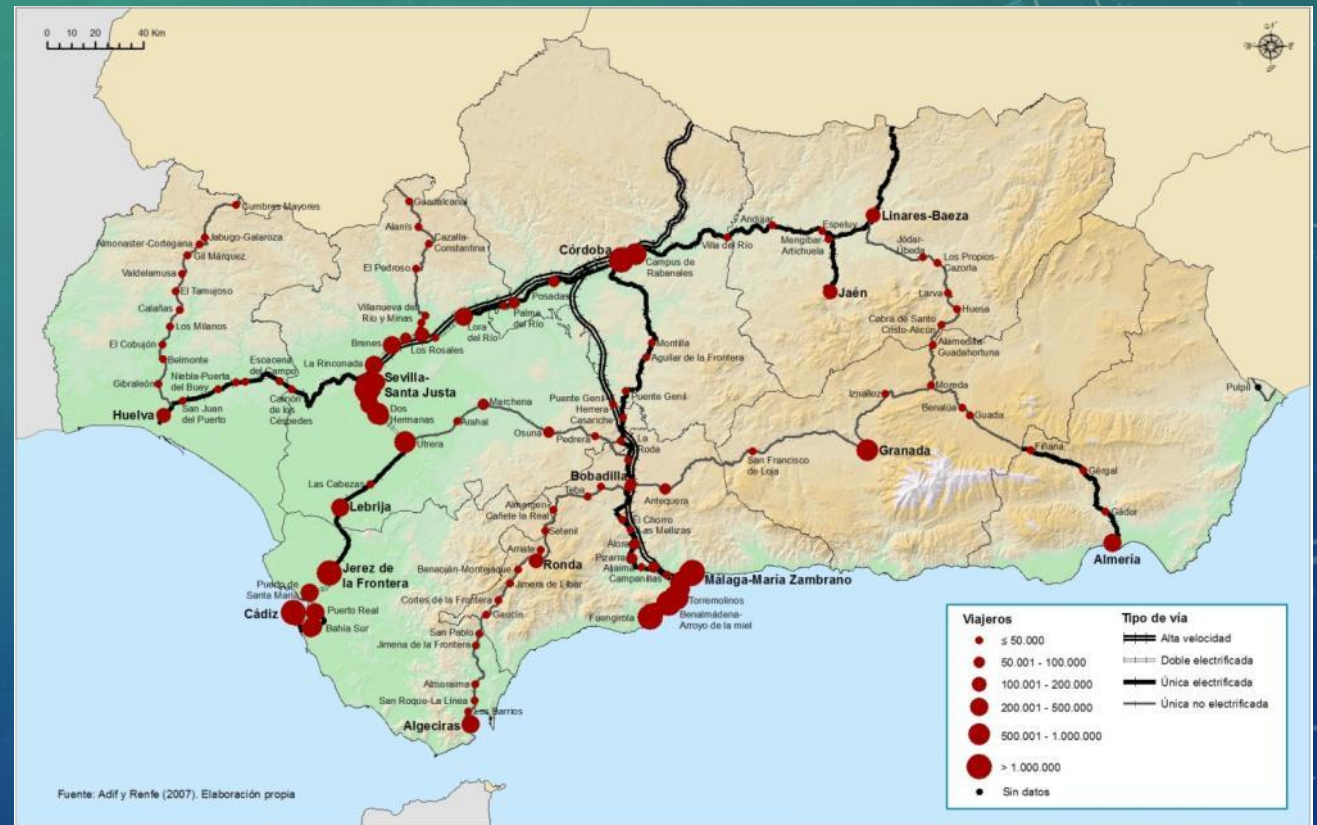 0 10 20 40 Km
Cumbres Mayores
Jabugo-Galaroza
Almonaster-Cortegana
Gil Márquez
Valdelamusa
El Tamujoso
Calañas
Los Milanos
El Cobujón
Belmonte
Gibraleón
Huelva
San Juan
del Puerto
Niebla-Puerta
del Buey
Escacena
del Campo
Carrión
de los
Céspedes
Guadalcanal
Alanís
Cazalla-
Constantina
El Pedroso
Villanueva del
Río y Minas
Brenes
Los Rosales
La Rinconada
Sevilla-
Santa Justa
Dos
Hermanas
Utrera
Lora
del Río
Palma
del Río
Posadas
Córdoba
Campus de
Rabanales
Villa del Río
Andújar
Espeluy
Mengibar-
Artichuela
Linares-Baeza
Jaén
Jódar-
Úbeda
Los Propios-
Cazorla
Larva
Huesa
Cabra de Santo
Cristo-Alicún
Alamedilla-
Guadahortuna
Moreda
Iznalloz
Benalúa
Guadix
Fiñana
Gérgal
Gádor
Almería
Pulpí
Granada
San Francisco
de Loja
Antequera
Montilla
Aguilar de la Frontera
Puente Genil
Puente Genil-
Herrera
Casariche
La
Roda
Marchena
Arahal
Osuna
Pedrera
Bobadilla
Teba
Almargen-
Cañete la Real
Setenil
Arriate
Ronda
Benaoján-Montejaque
Jimera de Líbar
Cortes de la Frontera
Gaucín
San Pablo
Jimena de la Frontera
Almoraima
San Roque-La Línea
Los Barrios
Algeciras
El Chorro
Las Mellizas
Álora
Pizarra
Aljaima
Campanillas
Málaga-María Zambrano
Torremolinos
Benalmádena-
Arroyo de la miel
Fuengirola
Las Cabezas
Lebrija
Jerez de
la Frontera
Puerto de
Santa María
Cádiz
Puerto Real
Bahía Sur
Viajeros
≤ 50.000
50.001 - 100.000
100.001 - 200.000
200.001 - 500.000
500.001 - 1.000.000
> 1.000.000
Sin datos
Tipo de vía
Alta velocidad
Doble electrificada
Única electrificada
Única no electrificada
Fuente: Adif y Renfe (2007). Elaboración propia